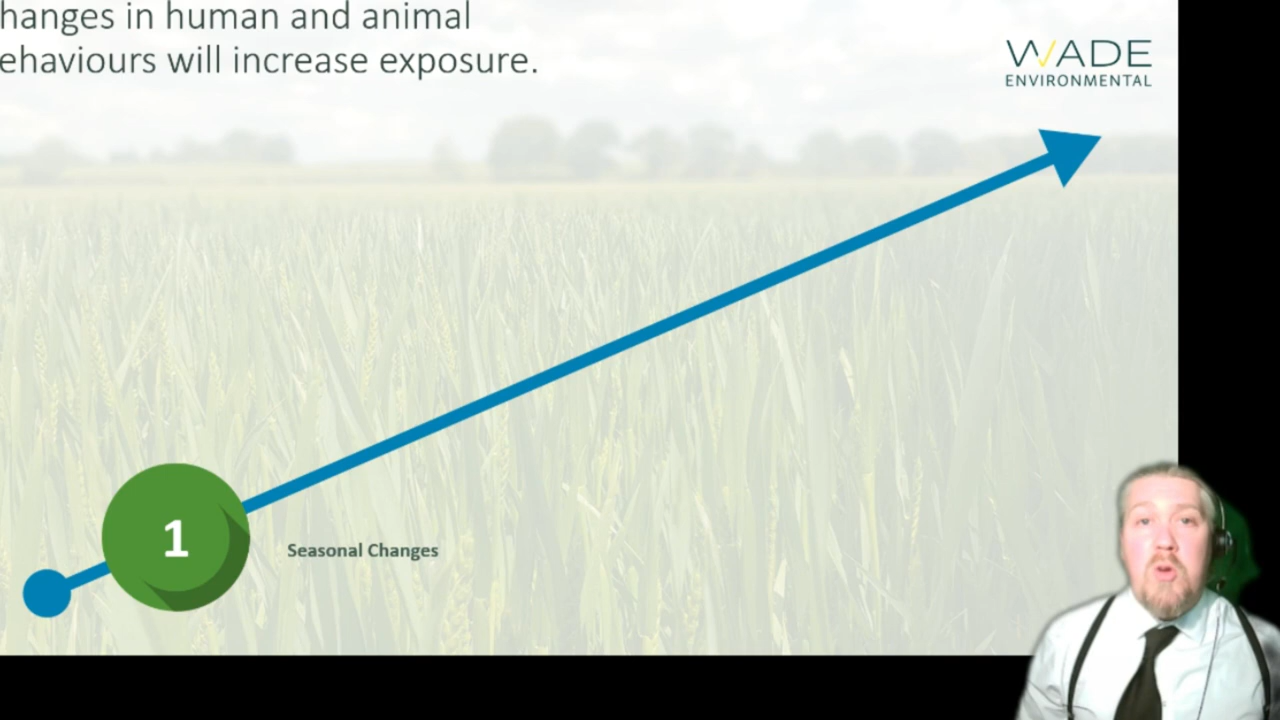 hanges in human and animal
ehaviours will increase exposure.
WADE
ENVIRONMENTAL
1
Seasonal Changes